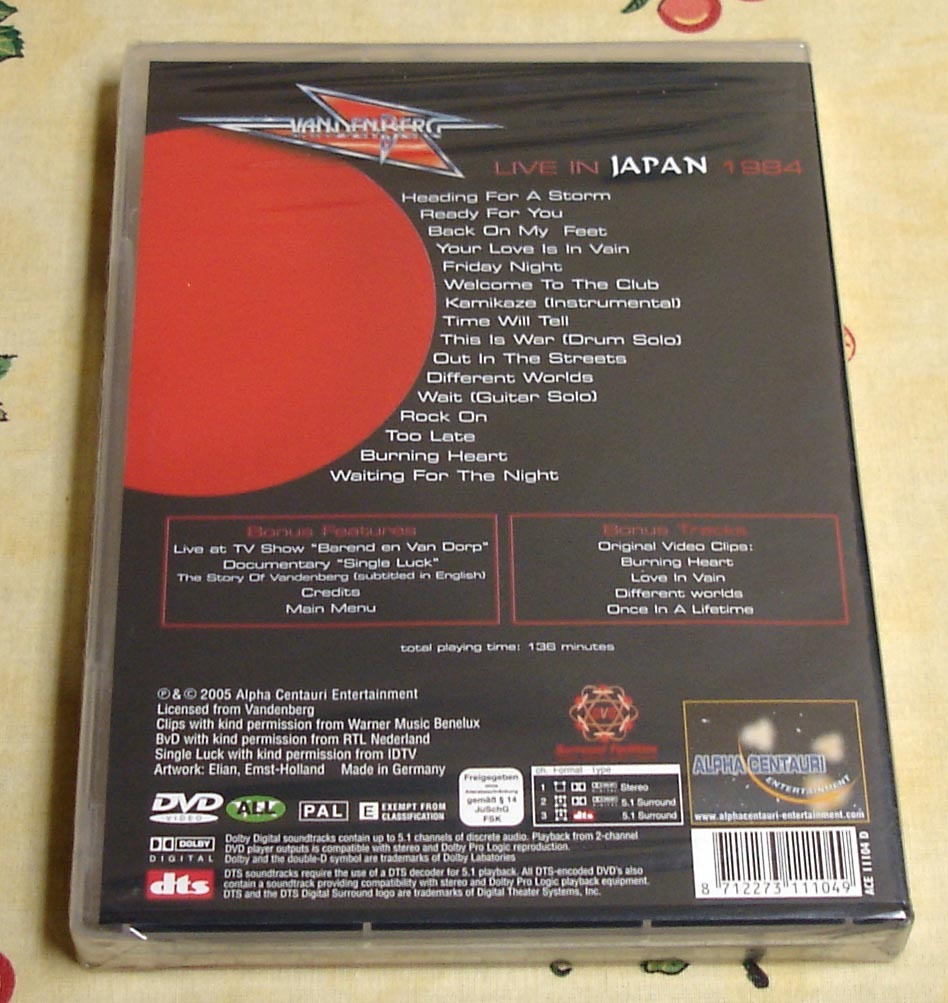 VANDENBERG
LIVE IN JAPAN 1984
Heading For A Storm
Ready For You
Back On My Feet
Your Love Is In Vain
Friday Night
Welcome To The Club
Kamikaze (Instrumental)
Time Will Tell
This Is War (Drum Solo)
Out In The Streets
Different Worlds
Wait (Guitar Solo)
Rock On
Too Late
Burning Heart
Waiting For The Night
Bonus Features
Live at TV Show "Barend en Van Dorp"
Documentary "Single Luck"
The Story Of Vandenberg (subtitled in English)
Credits
Main Menu
Bonus Tracks
Original Video Clips:
Burning Heart
Love In Vain
Different worlds
Once In A Lifetime
total playing time: 136 minutes
℗ & © 2005 Alpha Centauri Entertainment
Licensed from Vandenberg
Clips with kind permission from Warner Music Benelux
BvD with kind permission from RTL Nederland
Single Luck with kind permission from IDTV
Artwork: Elian, Emst-Holland Made in Germany
V
ALPHA CENTAURI
ENTERTAINMENT
www.alphacentauri-entertainment.com
DVD
VIDEO
ALL
PAL
E EXEMPT FROM
CLASSIFICATION
Freigegeben
ohne
Altersbeschränkung
gemäß § 14
JuSchG
FSK
ch. Format Type
1 Stereo
2 5.1 Surround
3 dts 5.1 Surround
DOLBY
DIGITAL
Dolby Digital soundtracks contain up to 5.1 channels of discrete audio. Playback from 2-channel
DVD player outputs is compatible with stereo and Dolby Pro Logic reproduction.
Dolby and the double-D symbol are trademarks of Dolby Labatories
dts
DTS soundtracks require the use of a DTS decoder for 5.1 playback. All DTS-encoded DVD's also
contain a soundtrack providing compatibility with stereo and Dolby Pro Logic playback equipment.
DTS and the DTS Digital Surround logo are trademarks of Digital Theater Systems, Inc.
8 712273 111049
ACE 11104 D